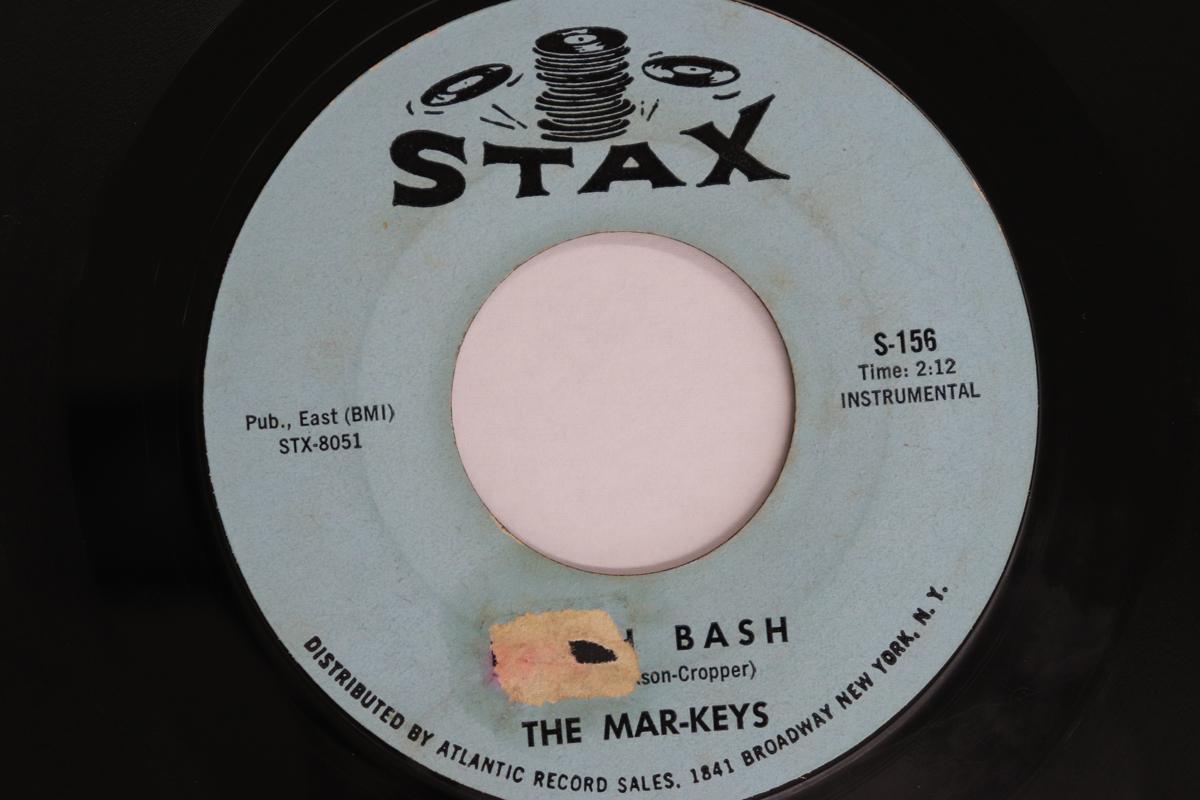 STAX
S-156
Time: 2:12
INSTRUMENTAL
Pub., East (BMI)
STX-8051
BASH
son-Cropper)
THE MAR-KEYS
DISTRIBUTED BY ATLANTIC RECORD SALES, 1841 BROADWAY NEW YORK, N. Y.